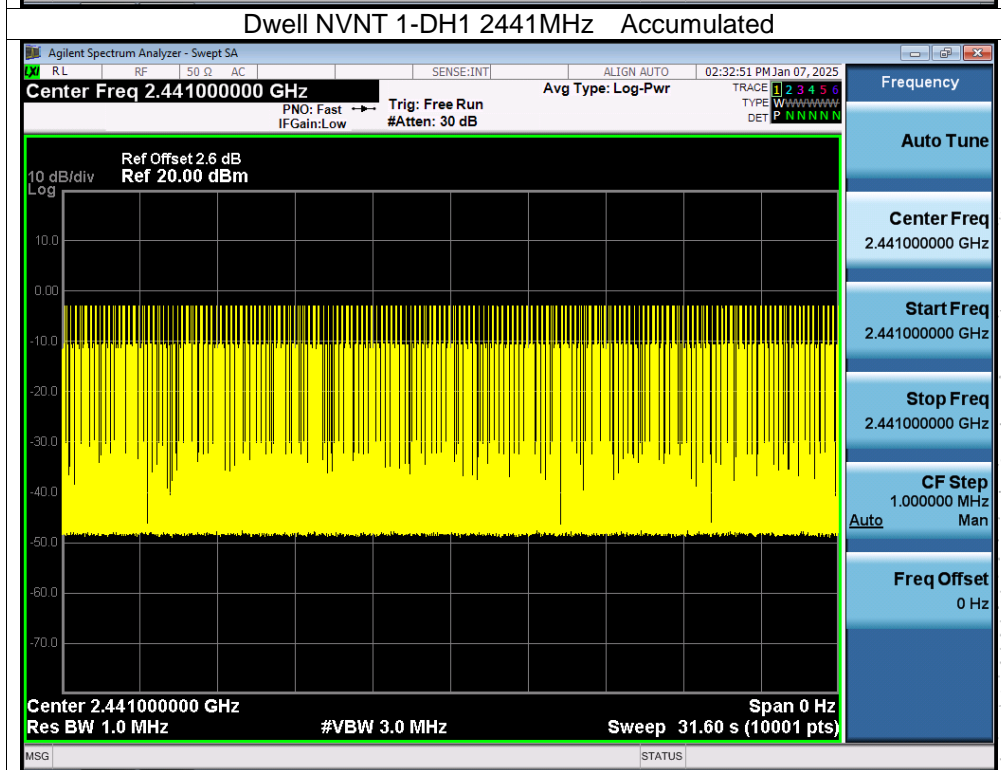 Dwell NVNT 1-DH1 2441MHz Accumulated
Agilent Spectrum Analyzer - Swept SA
LXI RL RF 50 Ω AC SENSE:INT ALIGN AUTO 02:32:51 PM Jan 07, 2025
Center Freq 2.441000000 GHz Avg Type: Log-Pwr TRACE 1 2 3 4 5 6
PNO: Fast Trig: Free Run TYPE WWWWWW
IFGain:Low #Atten: 30 dB DET P N N N N N
Frequency
Ref Offset 2.6 dB
10 dB/div Ref 20.00 dBm
Log
10.0
0.00
-10.0
-20.0
-30.0
-40.0
-50.0
-60.0
-70.0
Center 2.441000000 GHz Span 0 Hz
Res BW 1.0 MHz #VBW 3.0 MHz Sweep 31.60 s (10001 pts)
Auto Tune
Center Freq
2.441000000 GHz
Start Freq
2.441000000 GHz
Stop Freq
2.441000000 GHz
CF Step
1.000000 MHz
Auto Man
Freq Offset
0 Hz
MSG STATUS